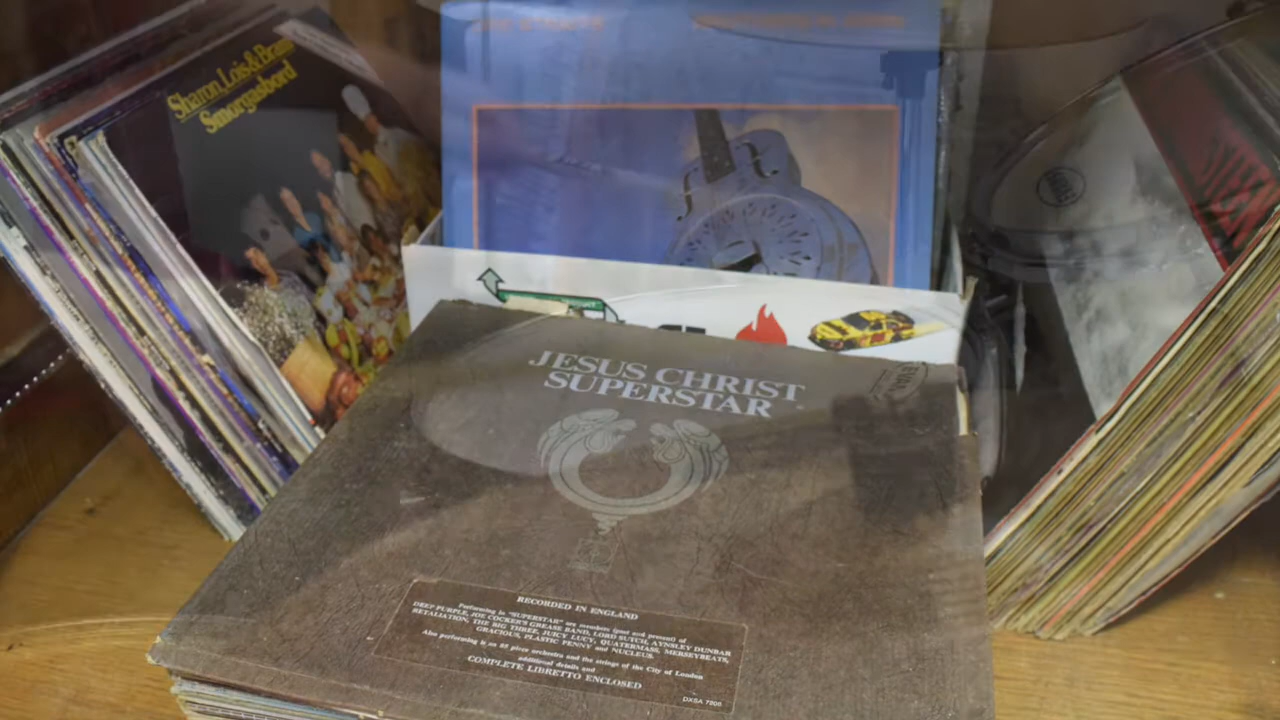 Sharon, Lois & Bram
Smorgasbord
JESUS CHRIST
SUPERSTAR
RECORDED IN ENGLAND
Performing in "SUPERSTAR" are members (past and present) of
DEEP PURPLE, JOE COCKER'S GREASE BAND, LORD SUTCH, AYNSLEY DUNBAR
RETALIATION, THE BIG THREE, JUICY LUCY, QUATERMASS, MERSEYBEATS,
GRACIOUS, PLASTIC PENNY and NUCLEUS.
Also performing is an 85 piece orchestra and the strings of the City of London
additional details and
COMPLETE LIBRETTO ENCLOSED
DXSA 7206